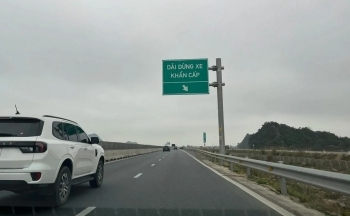 DẢI DỪNG XE
KHẨN CẤP